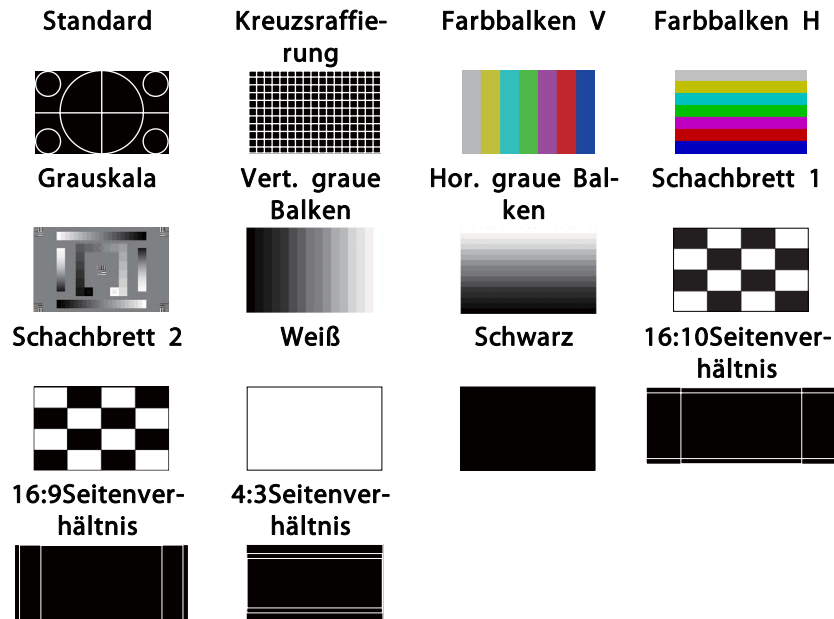 Standard
Kreuzsraffie-
rung
Farbbalken V
Farbbalken H
Grauskala
Vert. graue
Balken
Hor. graue Bal-
ken
Schachbrett 1
Schachbrett 2
Weiß
Schwarz
16:10Seitenver-
hältnis
16:9Seitenver-
hältnis
4:3Seitenver-
hältnis